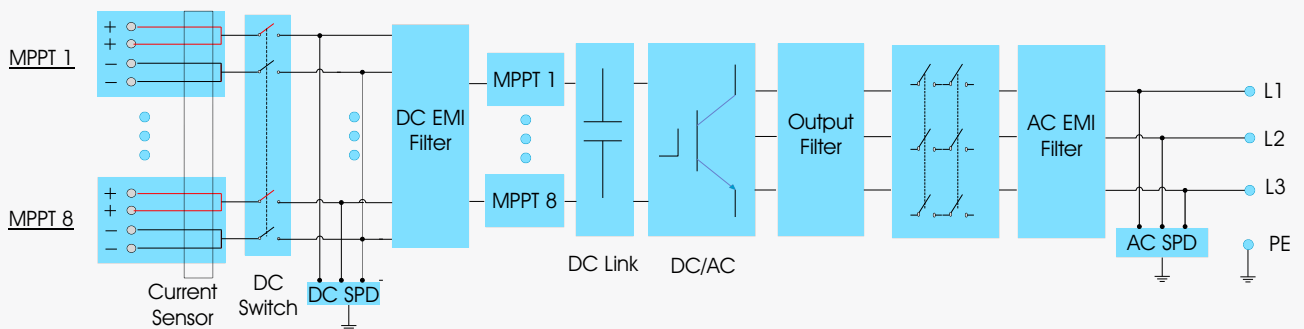 MPPT 1
+
+
−
−
MPPT 8
+
+
−
−
Current
Sensor
DC
Switch
DC SPD
DC EMI
Filter
MPPT 1
MPPT 8
DC Link
DC/AC
Output
Filter
AC EMI
Filter
AC SPD
L1
L2
L3
PE